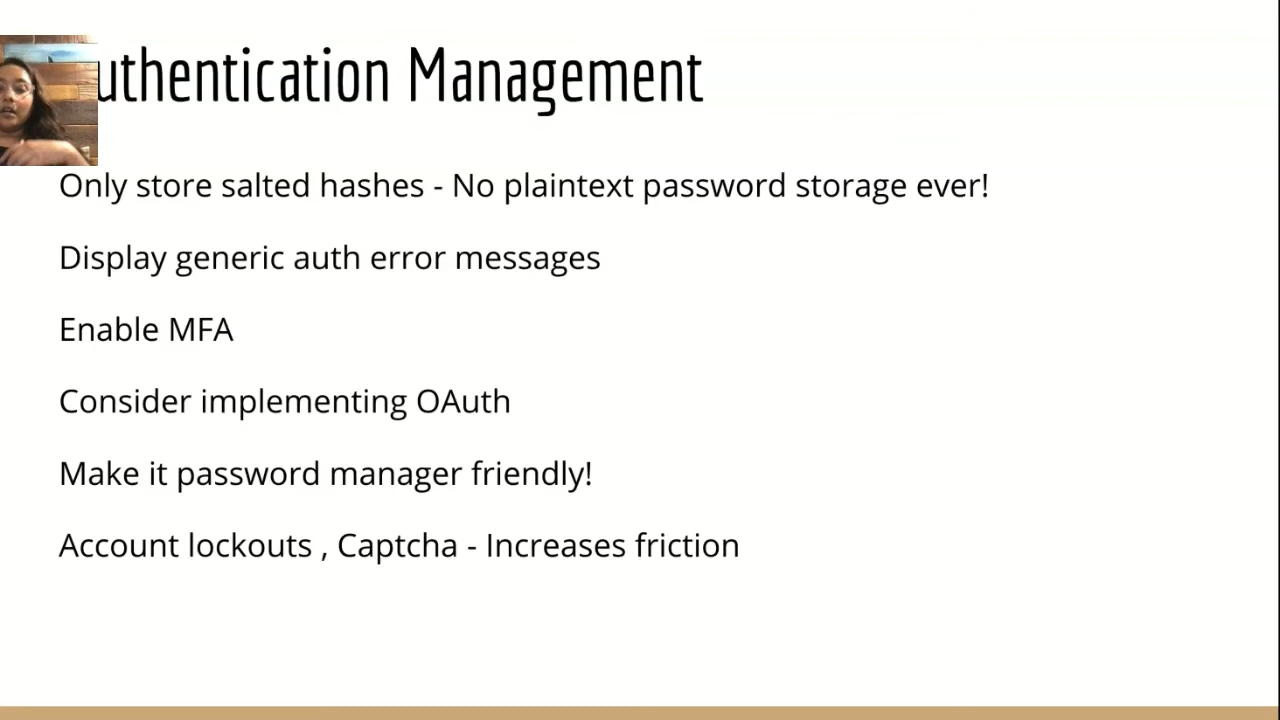 uthentication Management
Only store salted hashes - No plaintext password storage ever!
Display generic auth error messages
Enable MFA
Consider implementing OAuth
Make it password manager friendly!
Account lockouts , Captcha - Increases friction